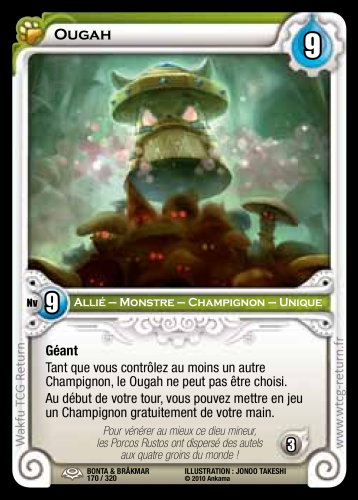 Ougah
9
Nv 9 Allié – Monstre – Champignon – Unique
Géant
Tant que vous contrôlez au moins un autre
Champignon, le Ougah ne peut pas être choisi.
Au début de votre tour, vous pouvez mettre en jeu
un Champignon gratuitement de votre main.
Pour vénérer au mieux ce dieu mineur,
les Porcos Rustos ont dispersé des autels
aux quatre groins du monde !
3
BONTA & BRÂKMAR
170 / 320
ILLUSTRATION : JONOO TAKESHI
© 2010 Ankama
Wakfu TCG Return
www.wtcg-return.fr